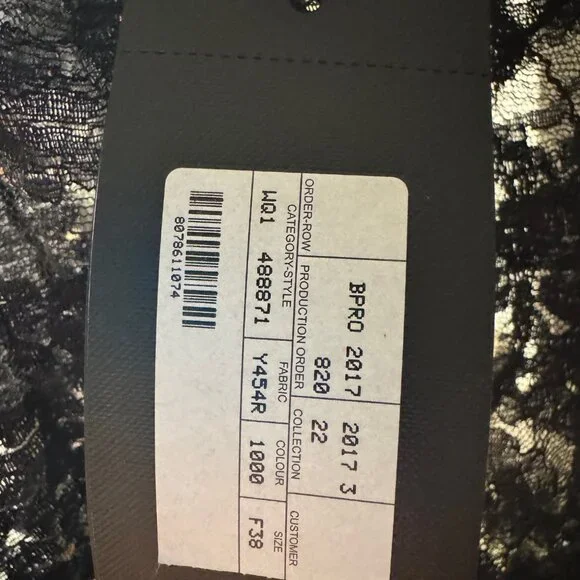 ORDER-ROW PRODUCTION ORDER COLLECTION CUSTOMER
BPRO 2017 2017 3
820 22
CATEGORY-STYLE FABRIC COLOUR SIZE
WQ1 488871 Y454R 1000 F38
8078611074